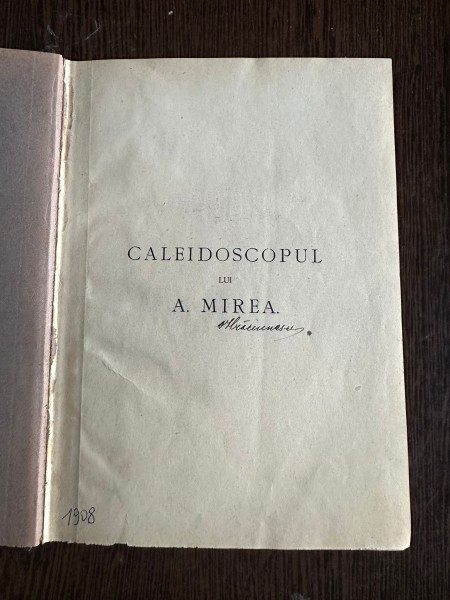 CALEIDOSCOPUL
LUI
A. MIREA.
1908